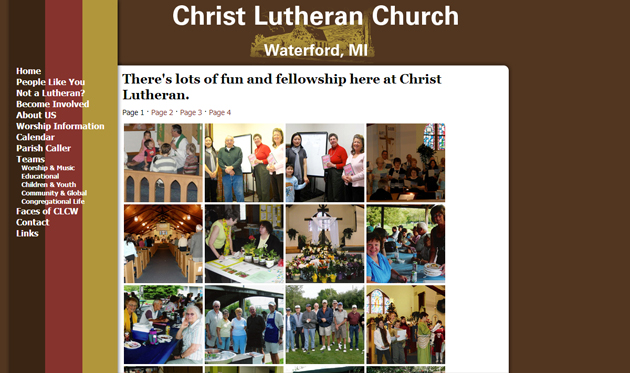 Christ Lutheran Church
Waterford, MI
Home
People Like You
Not a Lutheran?
Become Involved
About US
Worship Information
Calendar
Parish Caller
Teams
Worship & Music
Educational
Children & Youth
Community & Global
Congregational Life
Faces of CLCW
Contact
Links
There's lots of fun and fellowship here at Christ
Lutheran.
Page 1 · Page 2 · Page 3 · Page 4